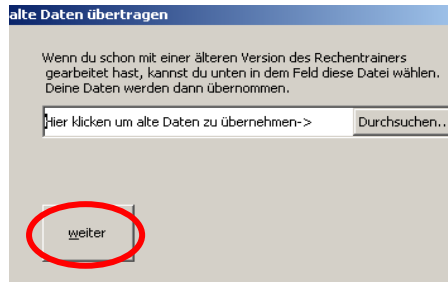 alte Daten übertragen
Wenn du schon mit einer älteren Version des Rechentrainers
gearbeitet hast, kannst du unten in dem Feld diese Datei wählen.
Deine Daten werden dann übernommen.
Hier klicken um alte Daten zu übernehmen-> Durchsuchen..
weiter